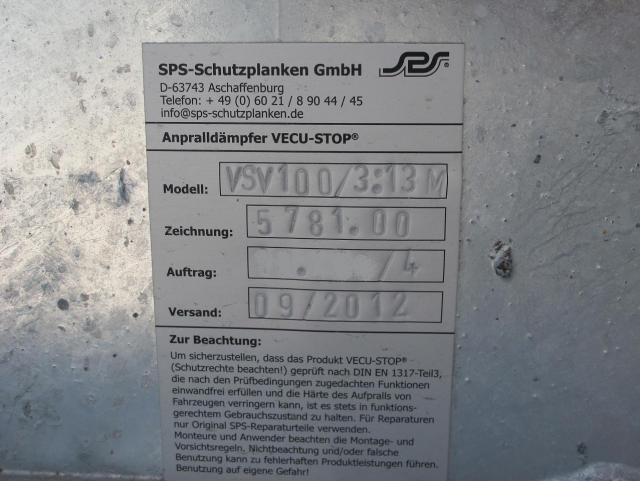 SPS-Schutzplanken GmbH SPS®
D-63743 Aschaffenburg
Telefon: + 49 (0) 60 21 / 8 90 44 / 45
info@sps-schutzplanken.de
Anpralldämpfer VECU-STOP®
Modell: VSV100/3:13 M
Zeichnung: 5781.00
Auftrag: . /4
Versand: 09/2012
Zur Beachtung:
Um sicherzustellen, dass das Produkt VECU-STOP®
(Schutzrechte beachten!) geprüft nach DIN EN 1317-Teil3,
die nach den Prüfbedingungen zugedachten Funktionen
einwandfrei erfüllen und die Härte des Aufpralls von
Fahrzeugen verringern kann, ist es stets in funktions-
gerechtem Gebrauchszustand zu halten. Für Reparaturen
nur Original SPS-Reparaturteile verwenden.
Monteure und Anwender beachten die Montage- und
Vorsichtsregeln. Nichtbeachtung und/oder falsche
Benutzung kann zu fehlerhaften Produktleistungen führen.
Benutzung auf eigene Gefahr!